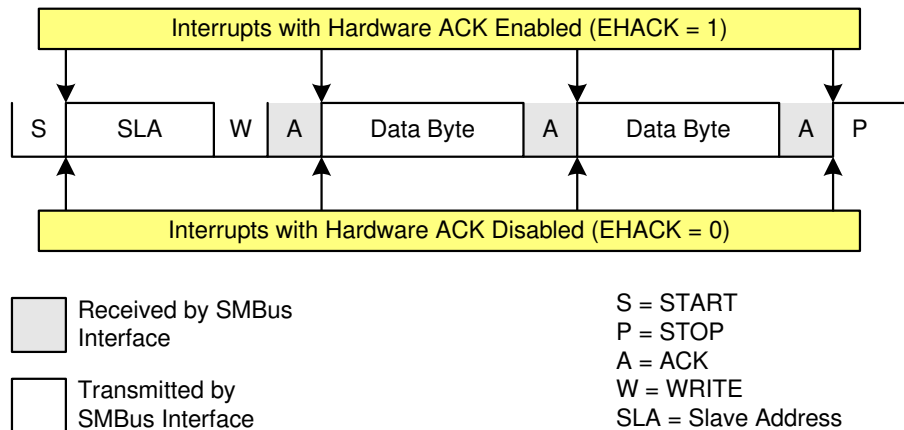 Interrupts with Hardware ACK Enabled (EHACK = 1)
S SLA W A Data Byte A Data Byte A P
Interrupts with Hardware ACK Disabled (EHACK = 0)
Received by SMBus
Interface
Transmitted by
SMBus Interface
S = START
P = STOP
A = ACK
W = WRITE
SLA = Slave Address